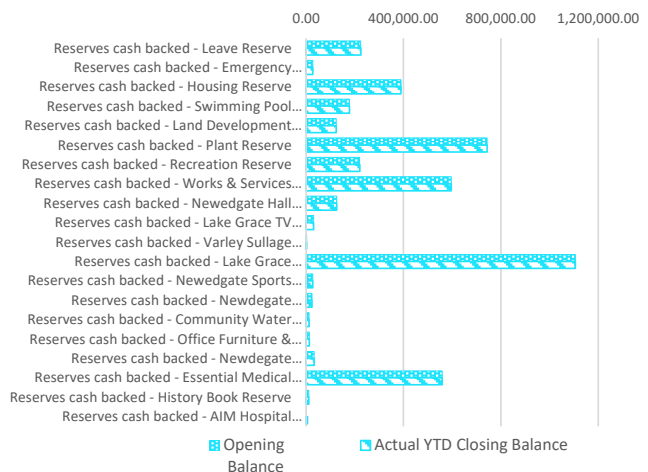 0.00 400,000.00 800,000.00 1,200,000.00
Reserves cash backed - Leave Reserve
Reserves cash backed - Emergency…
Reserves cash backed - Housing Reserve
Reserves cash backed - Swimming Pool…
Reserves cash backed - Land Development…
Reserves cash backed - Plant Reserve
Reserves cash backed - Recreation Reserve
Reserves cash backed - Works & Services…
Reserves cash backed - Newedgate Hall…
Reserves cash backed - Lake Grace TV…
Reserves cash backed - Varley Sullage…
Reserves cash backed - Lake Grace…
Reserves cash backed - Newedgate Sports…
Reserves cash backed - Newdegate…
Reserves cash backed - Community Water…
Reserves cash backed - Office Furniture &…
Reserves cash backed - Newdegate…
Reserves cash backed - Essential Medical…
Reserves cash backed - History Book Reserve
Reserves cash backed - AIM Hospital…
Opening Actual YTD Closing Balance
Balance